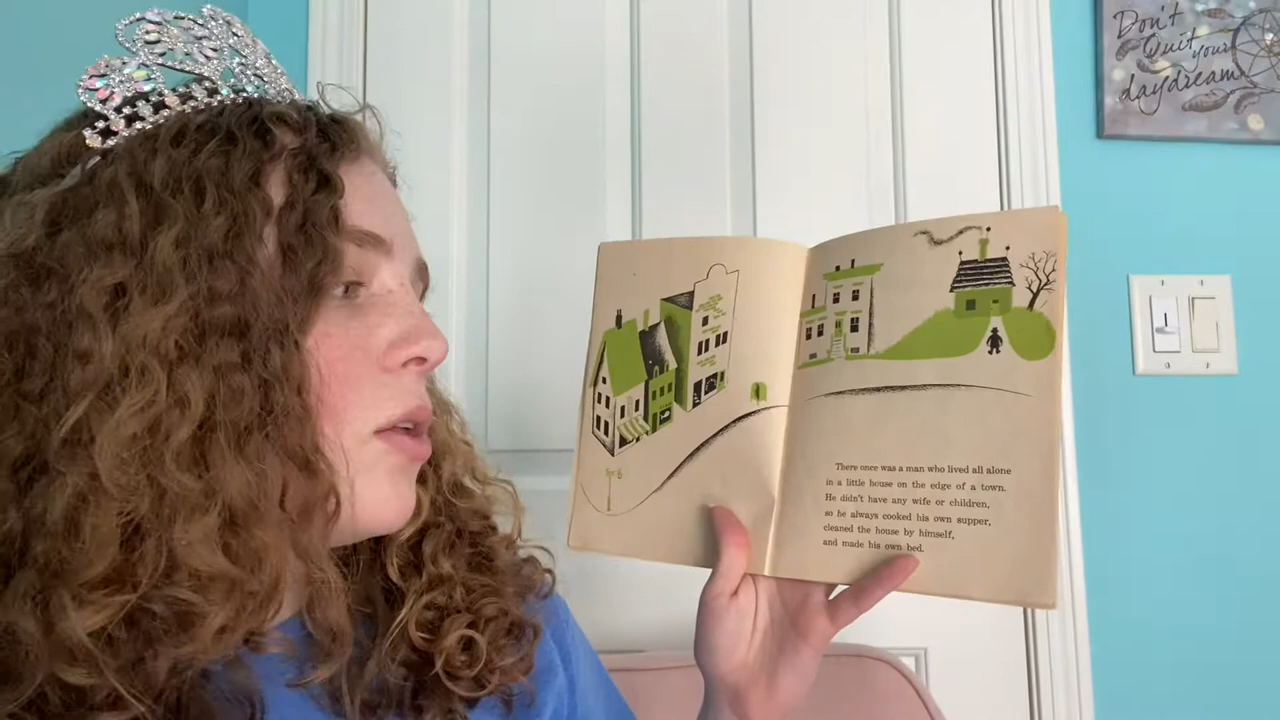 Don't
Quit your
daydream
There once was a man who lived all alone
in a little house on the edge of a town.
He didn't have any wife or children,
so he always cooked his own supper,
cleaned the house by himself,
and made his own bed.